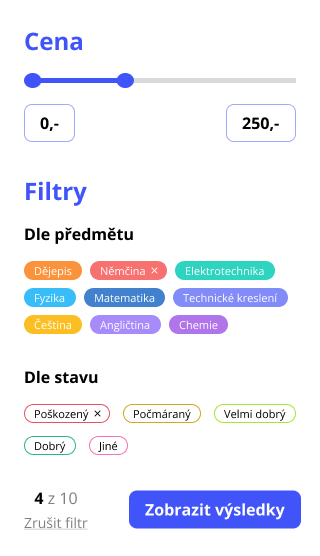 Cena
0,- 250,-
Filtry
Dle předmětu
Dějepis Němčina × Elektrotechnika
Fyzika Matematika Technické kreslení
Čeština Angličtina Chemie
Dle stavu
Poškozený × Počmáraný Velmi dobrý
Dobrý Jiné
4 z 10
Zrušit filtr
Zobrazit výsledky